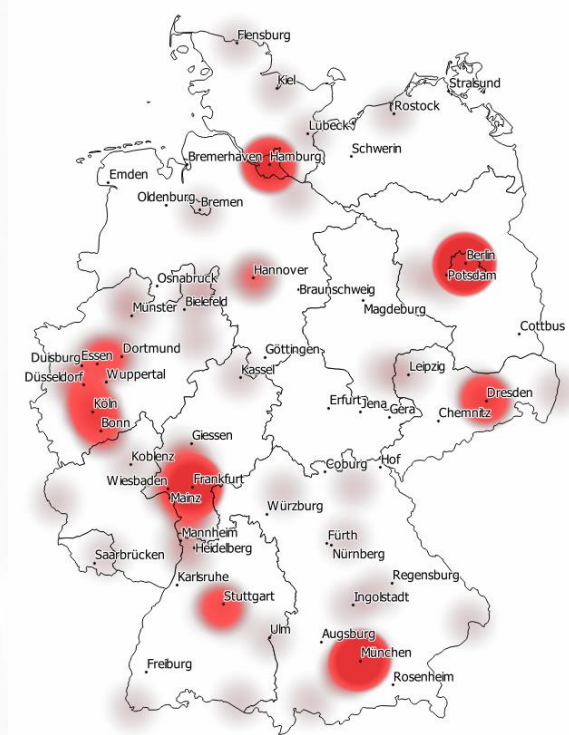 Flensburg
Kiel
Stralsund
Rostock
Lübeck
Schwerin
Bremerhaven Hamburg
Emden
Oldenburg Bremen
Berlin
Potsdam
Hannover
Osnabrück
Braunschweig
Bielefeld
Münster
Magdeburg
Cottbus
Dortmund
Göttingen
Duisburg Essen
Kassel
Leipzig
Düsseldorf Wuppertal
Dresden
Köln
Erfurt Jena Gera
Chemnitz
Bonn
Giessen
Koblenz
Coburg Hof
Wiesbaden Frankfurt
Mainz
Würzburg
Mannheim
Fürth
Heidelberg
Nürnberg
Saarbrücken
Karlsruhe
Regensburg
Stuttgart
Ingolstadt
Ulm
Augsburg
München
Freiburg
Rosenheim